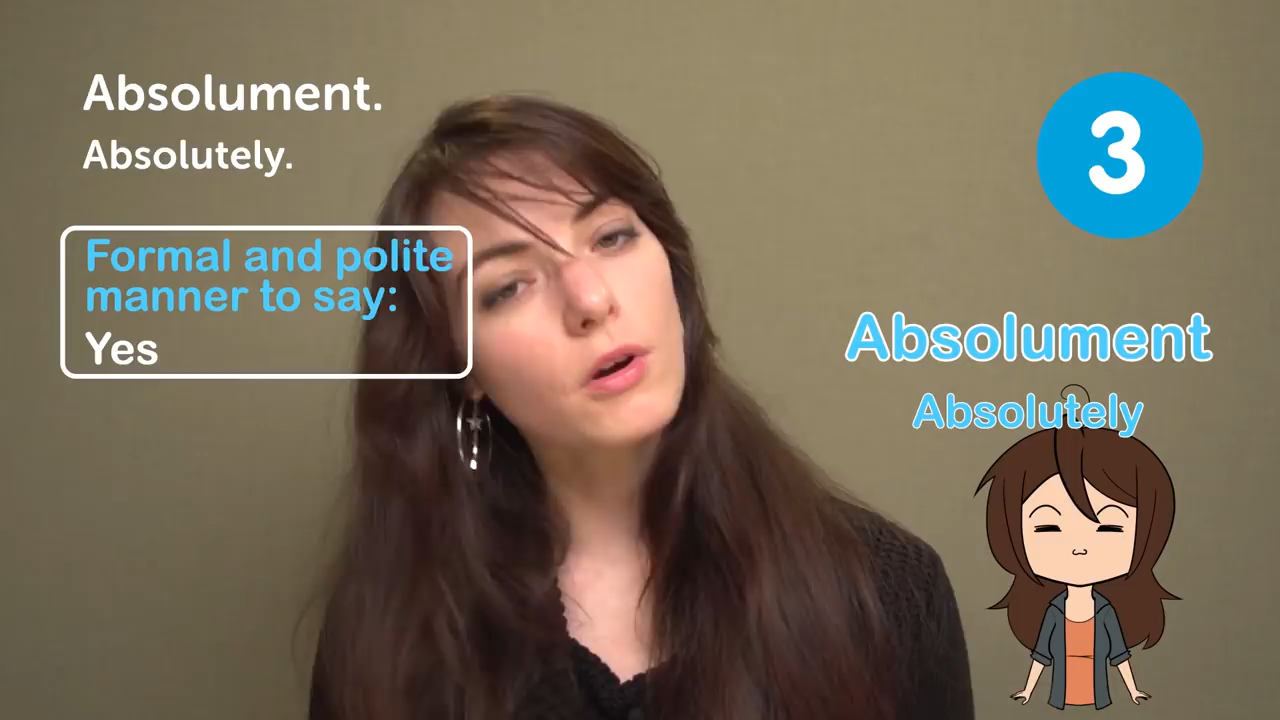 Absolument.
Absolutely.
Formal and polite
manner to say:
Yes
3
Absolument
Absolutely